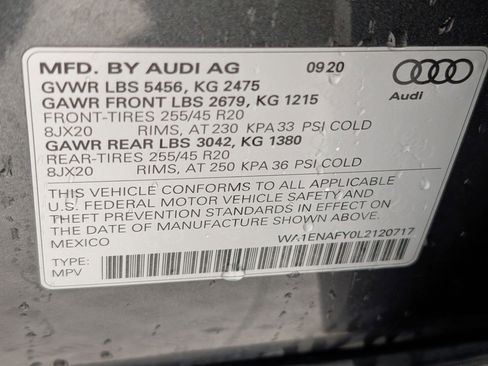 MFD. BY AUDI AG 09 20
GVWR LBS 5456, KG 2475
GAWR FRONT LBS 2679, KG 1215
FRONT-TIRES 255/45 R20
8JX20 RIMS, AT 230 KPA 33 PSI COLD
GAWR REAR LBS 3042, KG 1380
REAR-TIRES 255/45 R20
8JX20 RIMS, AT 250 KPA 36 PSI COLD
THIS VEHICLE CONFORMS TO ALL APPLICABLE
U.S. FEDERAL MOTOR VEHICLE SAFETY AND
THEFT PREVENTION STANDARDS IN EFFECT ON
THE DATE OF MANUFACTURE SHOWN ABOVE.
MEXICO
WA1ENAFY0L2120717
TYPE:
MPV
Audi